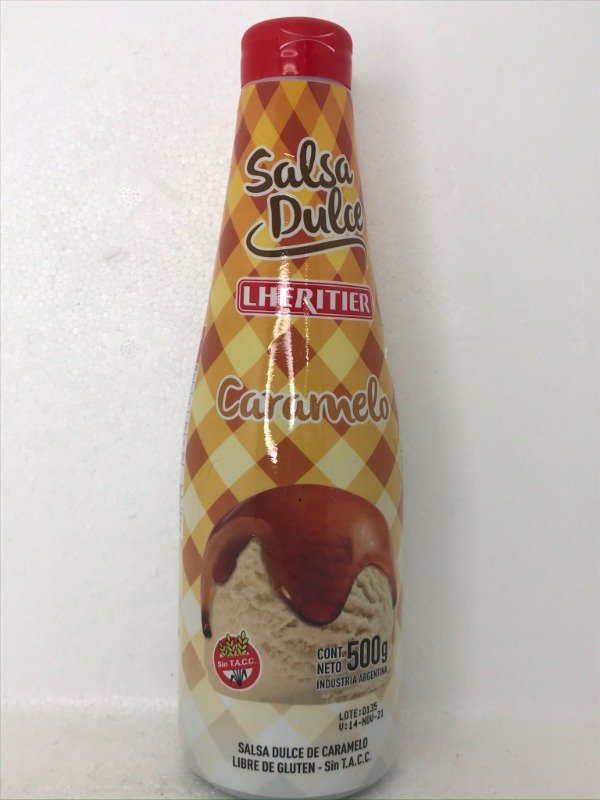 Salsa
Dulce
LHERITIER
Caramelo
Sin T.A.C.C.
CONT.
NETO 500g
INDUSTRIA ARGENTINA
LOTE:0135
V:14-NOV-21
SALSA DULCE DE CARAMELO
LIBRE DE GLUTEN - Sin T.A.C.C.